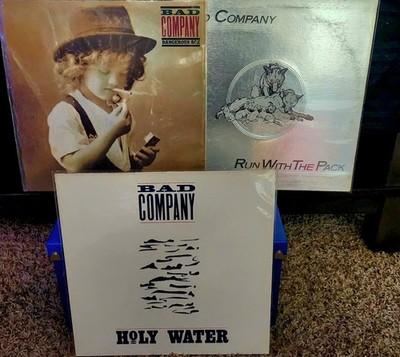 BAD
COMPANY
DANGEROUS AGE
D COMPANY
RUN WITH THE PACK
BAD
COMPANY
HOLY WATER